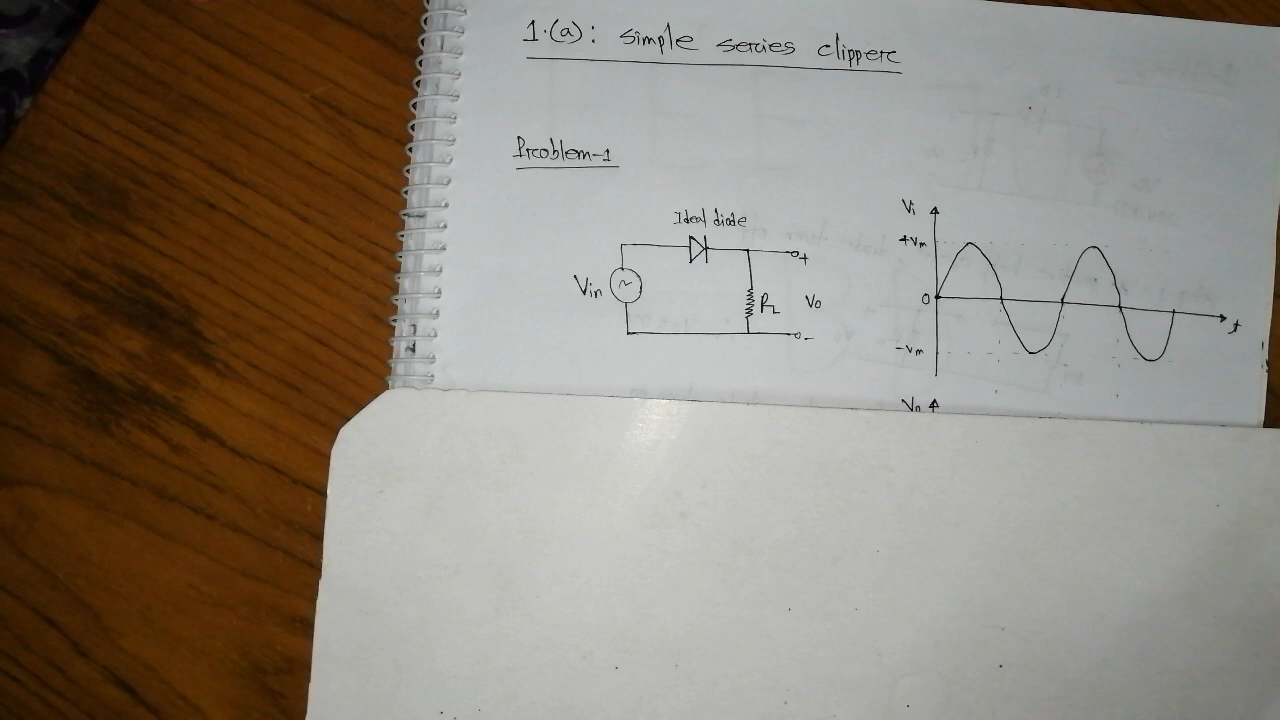 1.(a): simple series clipper
Problem-1
Ideal diode
Vin
+
RL
Vo
-
Vi
+Vm
0
-Vm
t
Vo